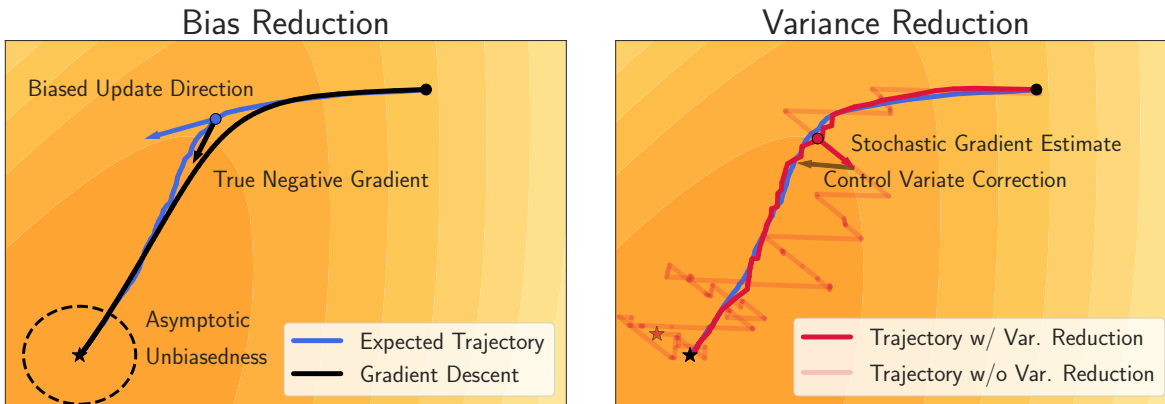 Bias Reduction
Biased Update Direction
True Negative Gradient
Asymptotic
Unbiasedness
Expected Trajectory
Gradient Descent
Variance Reduction
Stochastic Gradient Estimate
Control Variate Correction
Trajectory w/ Var. Reduction
Trajectory w/o Var. Reduction